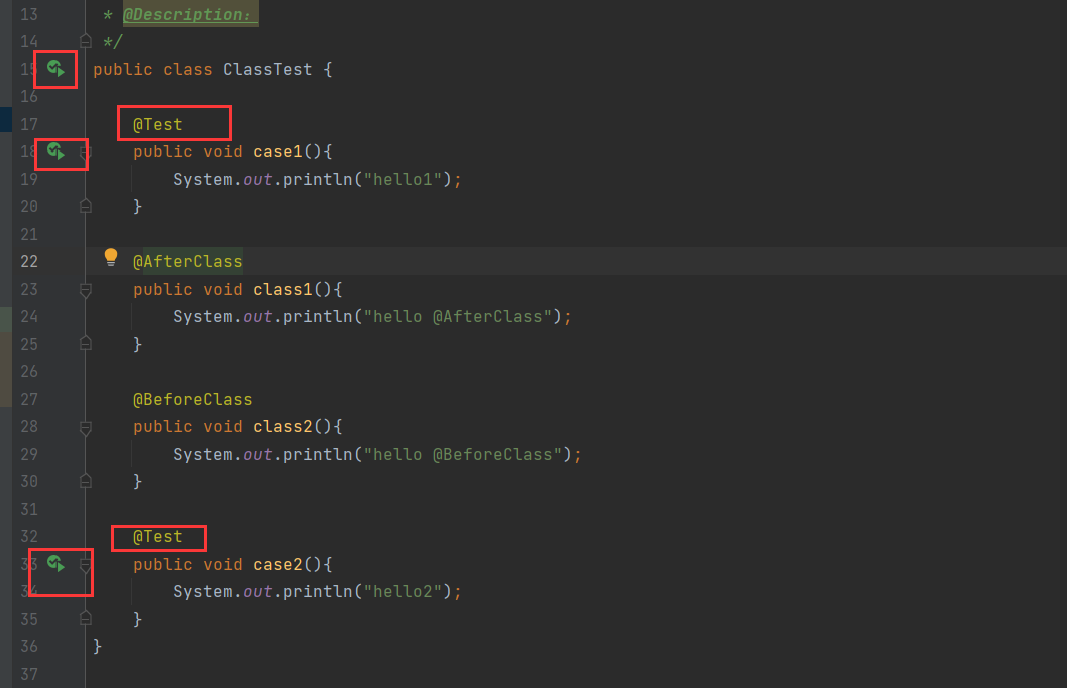 13 * @Description:
14 */
15 public class ClassTest {
16
17 @Test
18 public void case1(){
19 System.out.println("hello1");
20 }
21
22 @AfterClass
23 public void class1(){
24 System.out.println("hello @AfterClass");
25 }
26
27 @BeforeClass
28 public void class2(){
29 System.out.println("hello @BeforeClass");
30 }
31
32 @Test
33 public void case2(){
34 System.out.println("hello2");
35 }
36 }
37